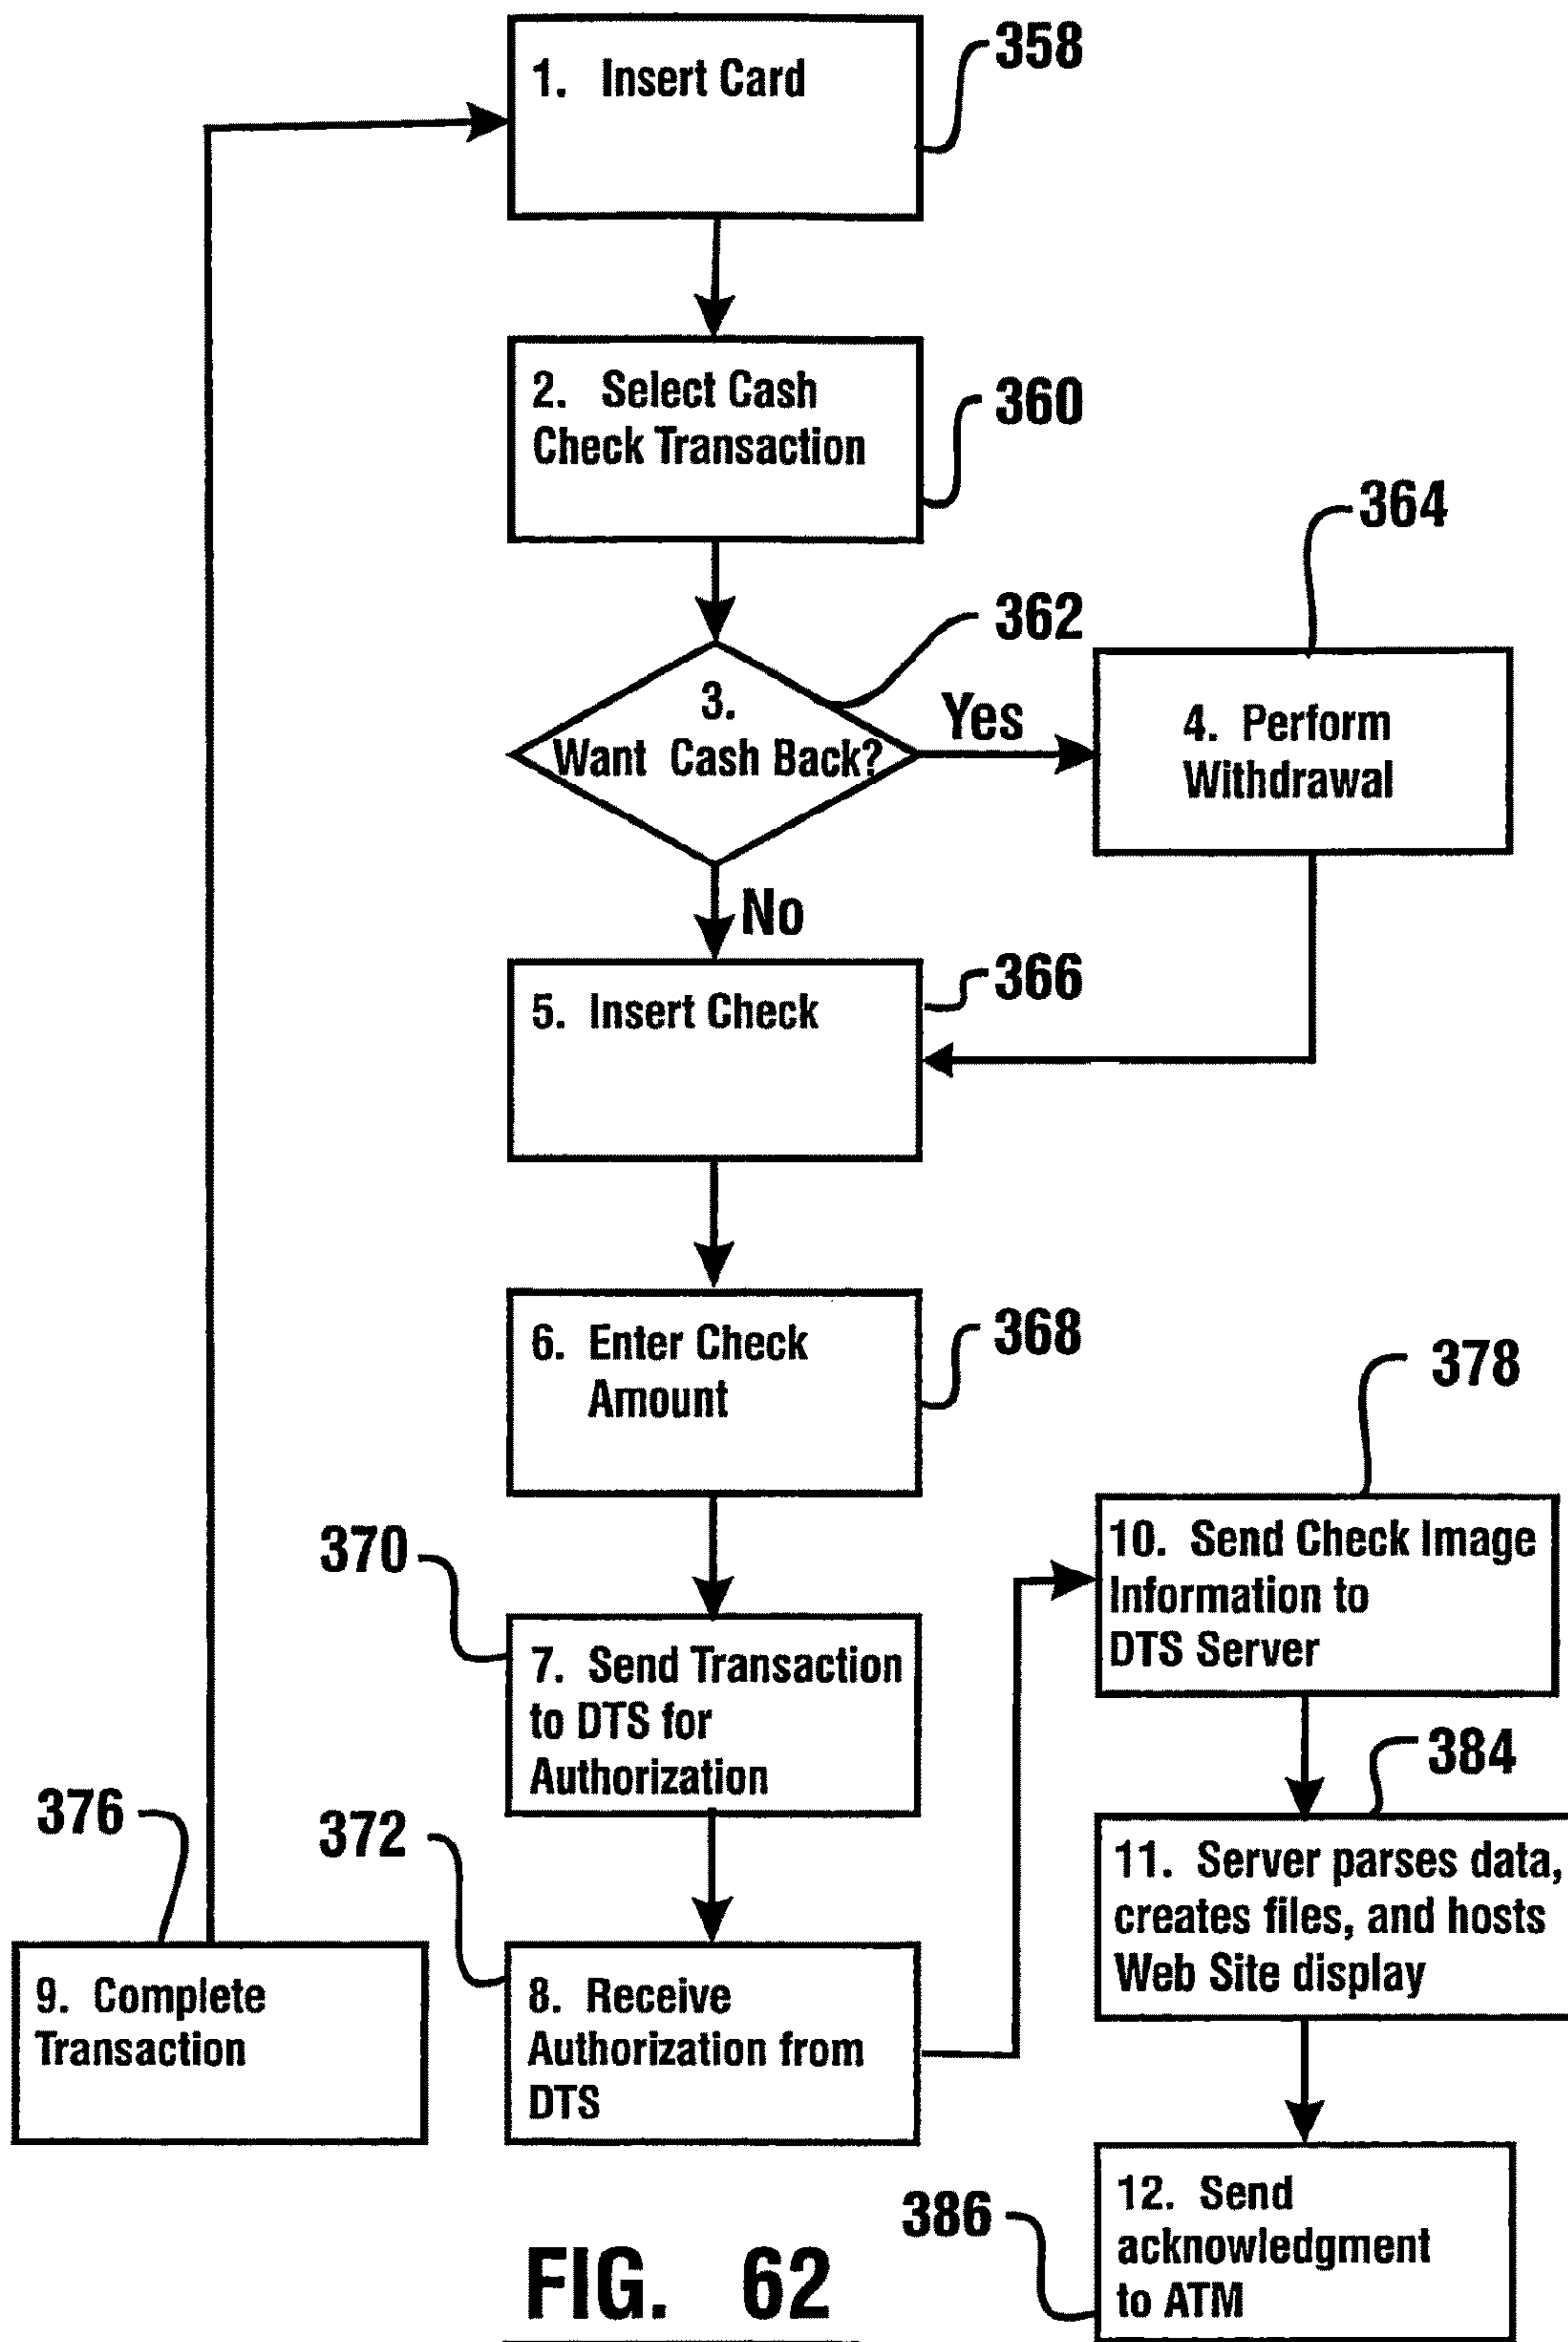 358
1. Insert Card
2. Select Cash
Check Transaction
360
364
362
3.
Want Cash Back?
Yes
4. Perform
Withdrawal
No
366
5. Insert Check
6. Enter Check
Amount
368
378
370
10. Send Check Image
Information to
DTS Server
7. Send Transaction
to DTS for
Authorization
384
376
372
11. Server parses data,
creates files, and hosts
Web Site display
9. Complete
Transaction
8. Receive
Authorization from
DTS
12. Send
acknowledgment
to ATM
386
FIG. 62